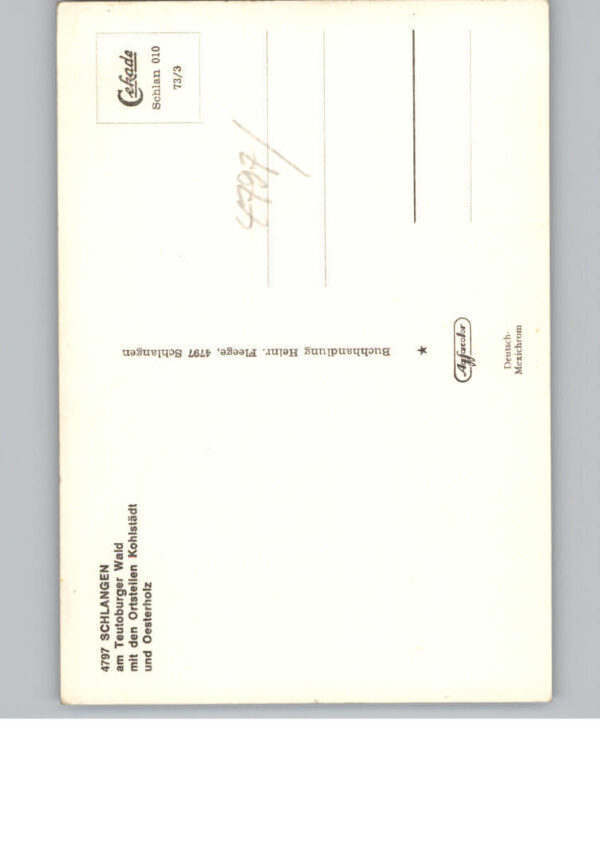 4797 SCHLANGEN
am Teutoburger Wald
mit den Ortsteilen Kohlstädt
und Oesterholz
Buchhandlung Heinr. Fleege, 4797 Schlangen
Cekade
Schlan 010
73/3
4797/
Agfacolor
Deutsch-
Mexichrom